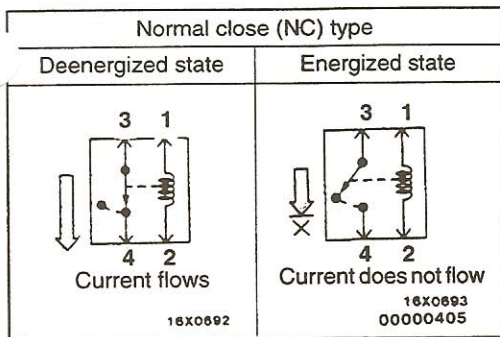 Normal close (NC) type
Deenergized state
Energized state
3 1
4 2
Current flows
16X0692
3 1
4 2
Current does not flow
16X0693
00000405